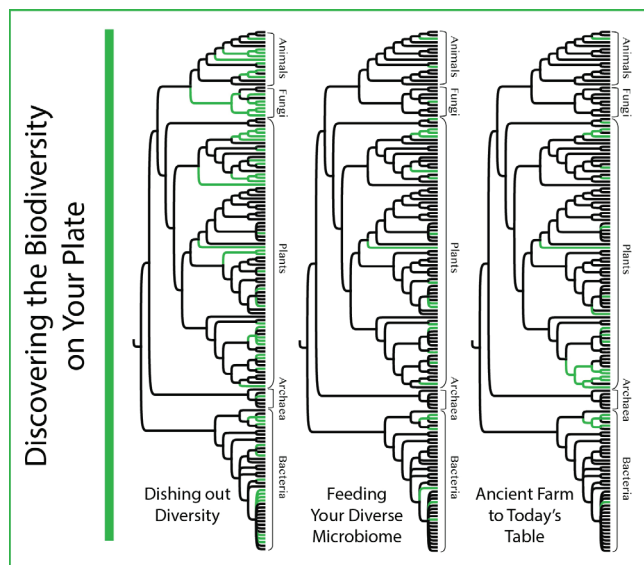 Discovering the Biodiversity
on Your Plate
Animals
Fungi
Plants
Archaea
Bacteria
Dishing out
Diversity
Animals
Fungi
Plants
Archaea
Bacteria
Feeding
Your Diverse
Microbiome
Animals
Fungi
Plants
Archaea
Bacteria
Ancient Farm
to Today's
Table